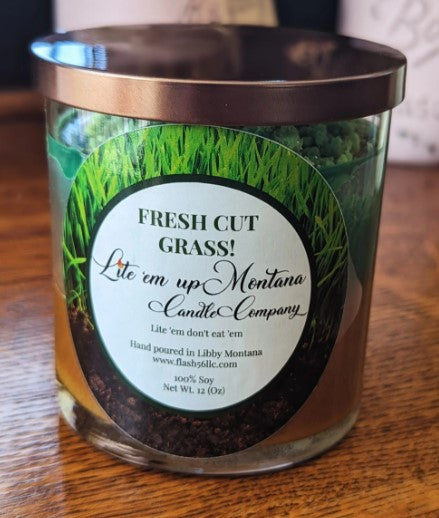 FRESH CUT
GRASS!
Lite 'em up Montana
Candle Company
Lite 'em don't eat 'em
Hand poured in Libby Montana
www.flash56llc.com
100% Soy
Net Wt. 12 (Oz)